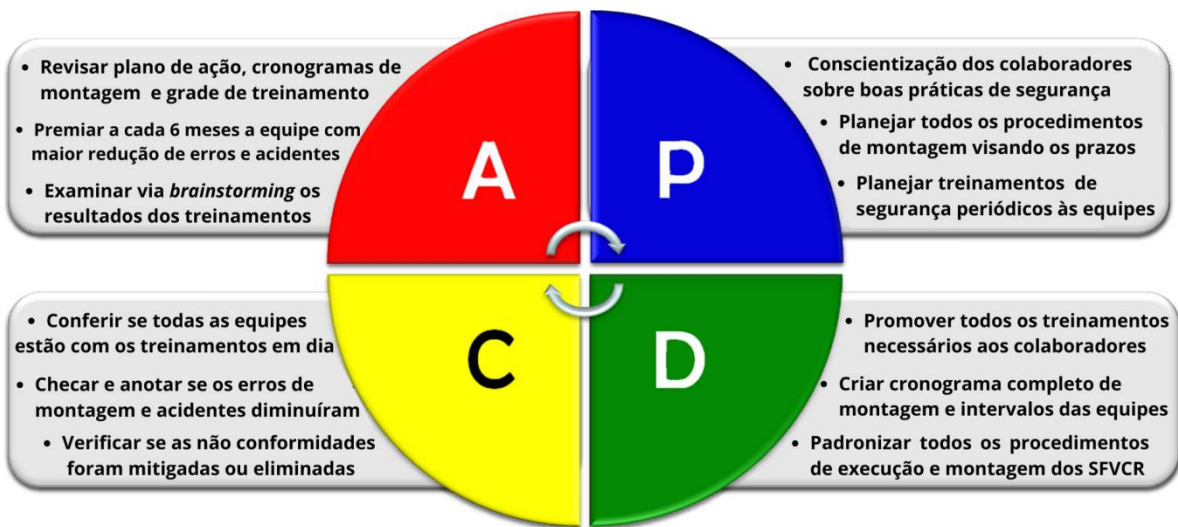 • Revisar plano de ação, cronogramas de
montagem e grade de treinamento
• Premiar a cada 6 meses a equipe com
maior redução de erros e acidentes
• Examinar via brainstorming os
resultados dos treinamentos
A
P
• Conscientização dos colaboradores
sobre boas práticas de segurança
• Planejar todos os procedimentos
de montagem visando os prazos
• Planejar treinamentos de
segurança periódicos às equipes
• Conferir se todas as equipes
estão com os treinamentos em dia
• Checar e anotar se os erros de
montagem e acidentes diminuíram
• Verificar se as não conformidades
foram mitigadas ou eliminadas
C
D
• Promover todos os treinamentos
necessários aos colaboradores
• Criar cronograma completo de
montagem e intervalos das equipes
• Padronizar todos os procedimentos
de execução e montagem dos SFVCR